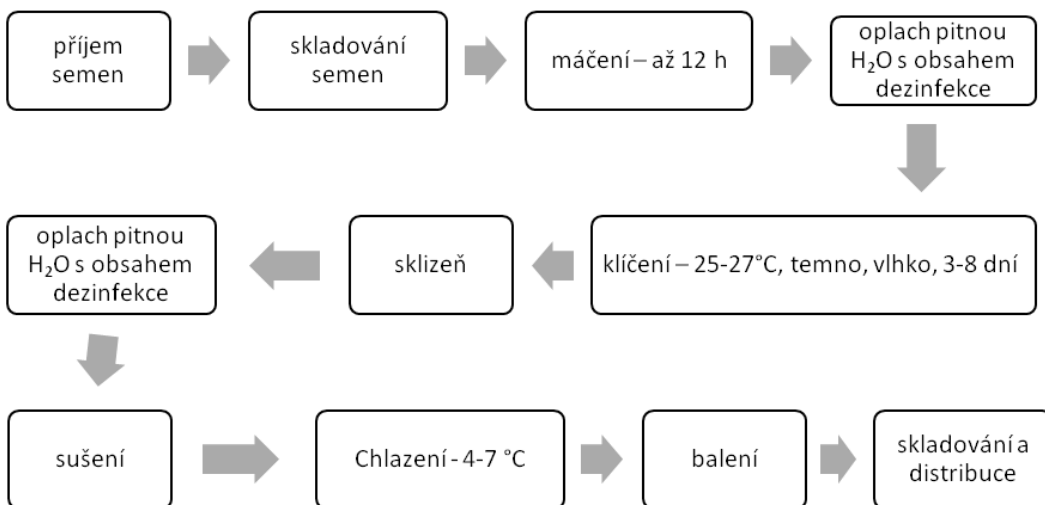 příjem
semen
skladování
semen
máčení – až 12 h
oplach pitnou
H₂O s obsahem
dezinfekce
klíčení – 25-27°C, temno, vlhko, 3-8 dní
sklizeň
oplach pitnou
H₂O s obsahem
dezinfekce
sušení
Chlazení - 4-7 °C
balení
skladování a
distribuce